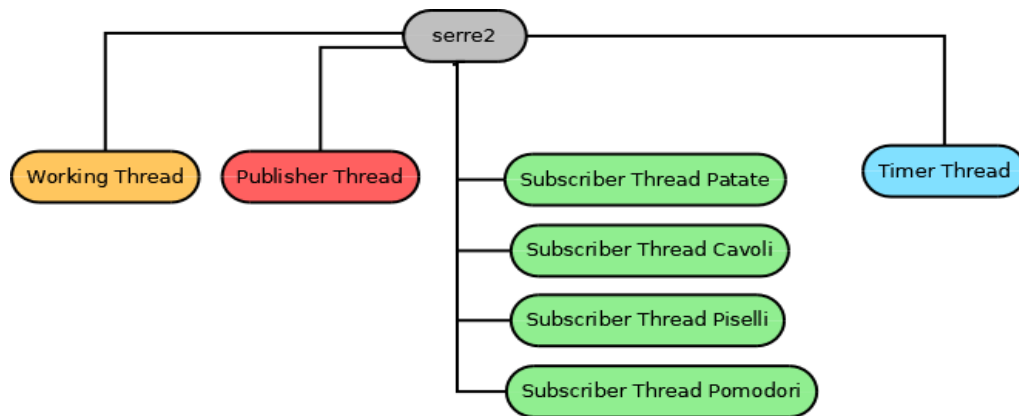 serre2
Working Thread
Publisher Thread
Timer Thread
Subscriber Thread Patate
Subscriber Thread Cavoli
Subscriber Thread Piselli
Subscriber Thread Pomodori